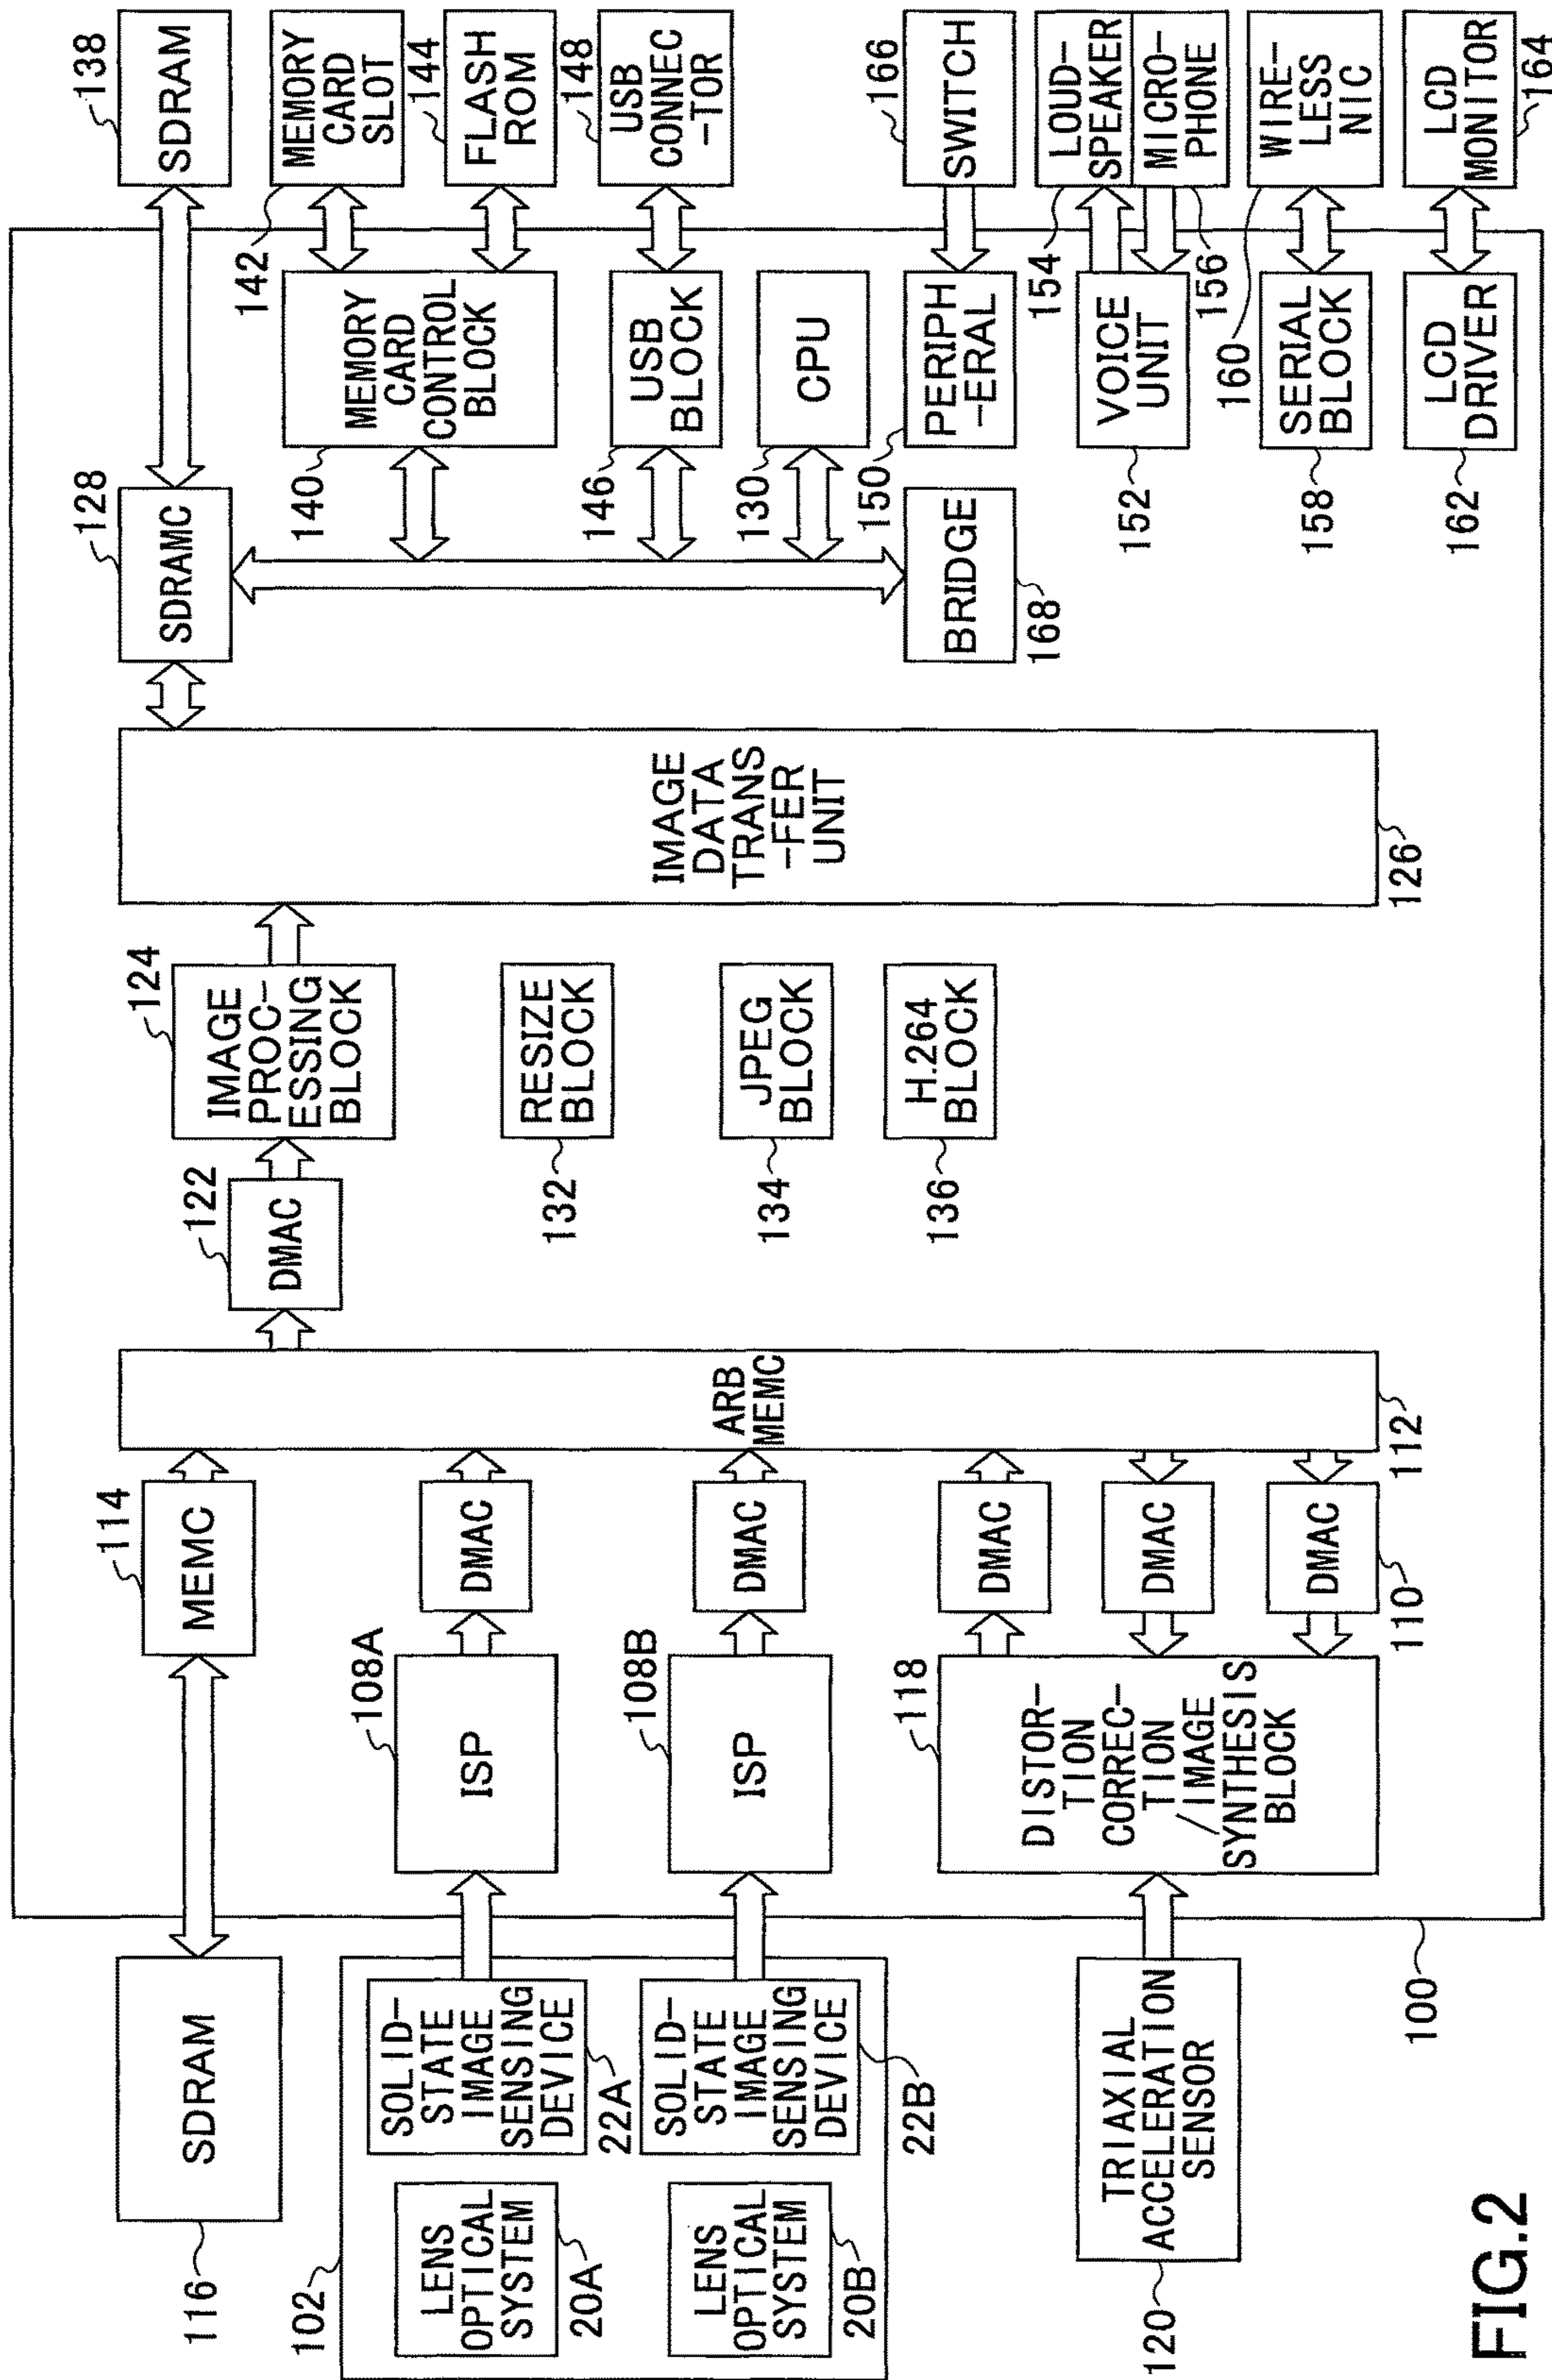 116
SDRAM
102
LENS
OPTICAL
SYSTEM
20A
SOLID-
STATE
IMAGE
SENSING
DEVICE
22A
LENS
OPTICAL
SYSTEM
20B
SOLID-
STATE
IMAGE
SENSING
DEVICE
22B
120
TRIAXIAL
ACCELERATION
SENSOR
100
114
MEMC
108A
ISP
DMAC
108B
ISP
DMAC
118
DISTOR-
TION
CORREC-
TION
/IMAGE
SYNTHESIS
BLOCK
DMAC
DMAC
DMAC
110
ARB
MEMC
112
122
DMAC
124
IMAGE
PROC-
ESSING
BLOCK
132
RESIZE
BLOCK
134
JPEG
BLOCK
136
H.264
BLOCK
IMAGE
DATA
TRANS
-FER
UNIT
126
128
SDRAMC
138
SDRAM
140
MEMORY
CARD
CONTROL
BLOCK
142
MEMORY
CARD
SLOT
144
FLASH
ROM
146
USB
BLOCK
148
USB
CONNEC
-TOR
130
CPU
BRIDGE
168
150
PERIPH
-ERAL
166
SWITCH
152
VOICE
UNIT
154
LOUD-
SPEAKER
MICRO-
PHONE
156
158
SERIAL
BLOCK
160
WIRE-
LESS
NIC
162
LCD
DRIVER
LCD
MONITOR
164
FIG.2